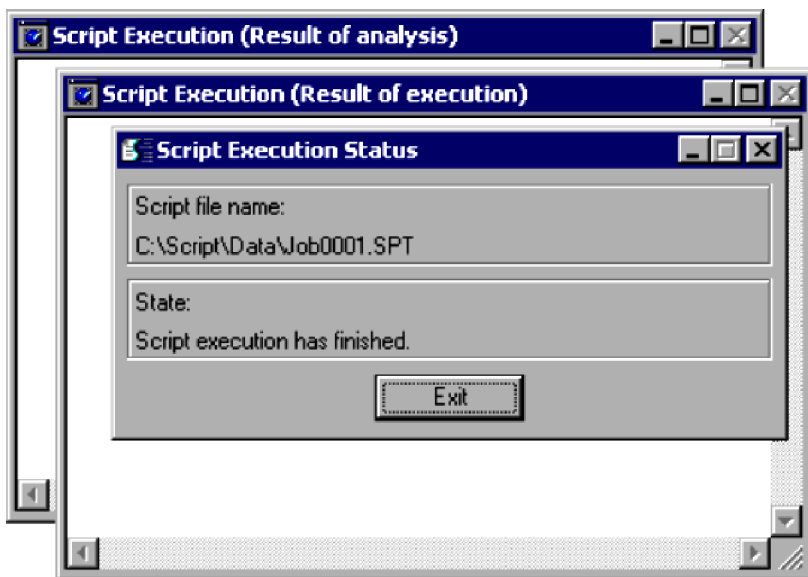 Script Execution (Result of analysis)
Script Execution (Result of execution)
Script Execution Status
Script file name:
C:\Script\Data\Job0001.SPT
State:
Script execution has finished.
Exit